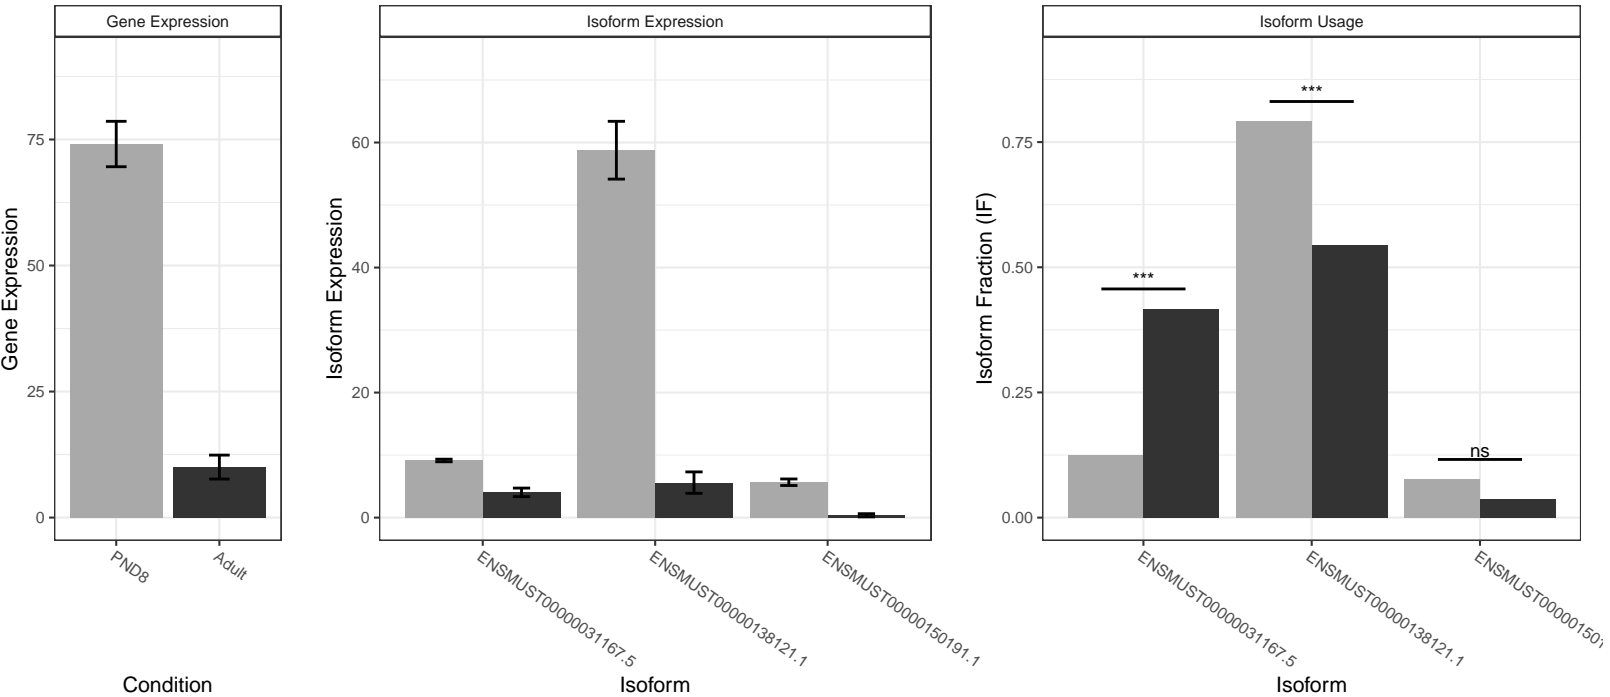 Gene Expression
Isoform Expression
Isoform Usage
Gene Expression
75
50
25
0
PND8
Adult
Condition
Isoform Expression
60
40
20
0
ENSMUST00000031167.5
ENSMUST00000138121.1
ENSMUST00000150191.1
Isoform
Isoform Fraction (IF)
0.75
0.50
0.25
0.00
***
***
ns
ENSMUST00000031167.5
ENSMUST00000138121.1
ENSMUST000001501
Isoform